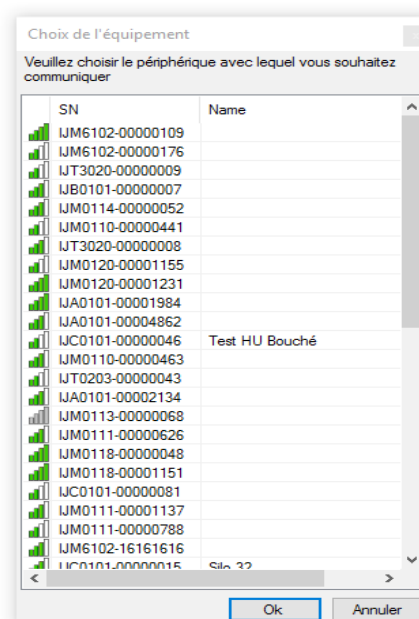 Choix de l'équipement
Veuillez choisir le périphérique avec lequel vous souhaitez
communiquer
SN Name
IJM6102-00000109
IJM6102-00000176
IJT3020-00000009
IJB0101-00000007
IJM0114-00000052
IJM0110-00000441
IJT3020-00000008
IJM0120-00001155
IJM0120-00001231
IJA0101-00001984
IJA0101-00004862
IJC0101-00000046 Test HU Bouché
IJM0110-00000463
IJT0203-00000043
IJA0101-00002134
IJM0113-00000068
IJM0111-00000626
IJM0118-00000048
IJM0118-00001151
IJC0101-00000081
IJM0111-00001137
IJM0111-00000788
IJM6102-16161616
IJC0101-00000015 Silo 32
Ok Annuler